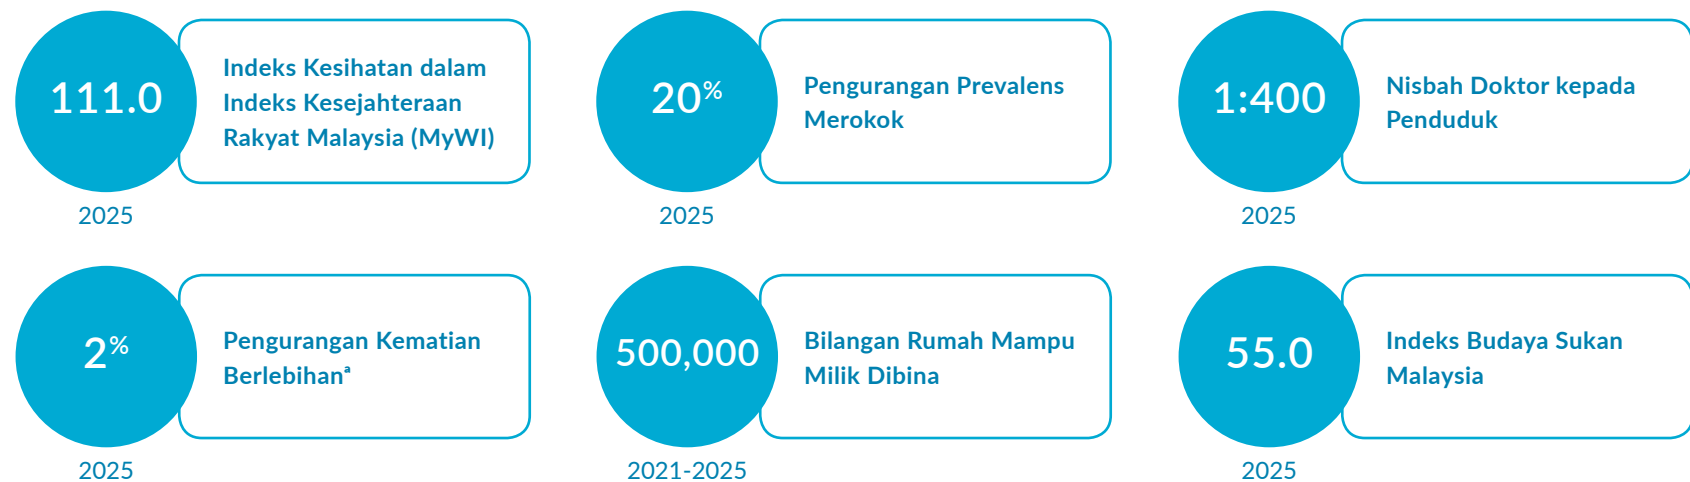 111.0
Indeks Kesihatan dalam
Indeks Kesejahteraan
Rakyat Malaysia (MyWI)
2025
20%
Pengurangan Prevalens
Merokok
2025
1:400
Nisbah Doktor kepada
Penduduk
2025
2%
Pengurangan Kematian
Berlebihanª
2025
500,000
Bilangan Rumah Mampu
Milik Dibina
2021-2025
55.0
Indeks Budaya Sukan
Malaysia
2025